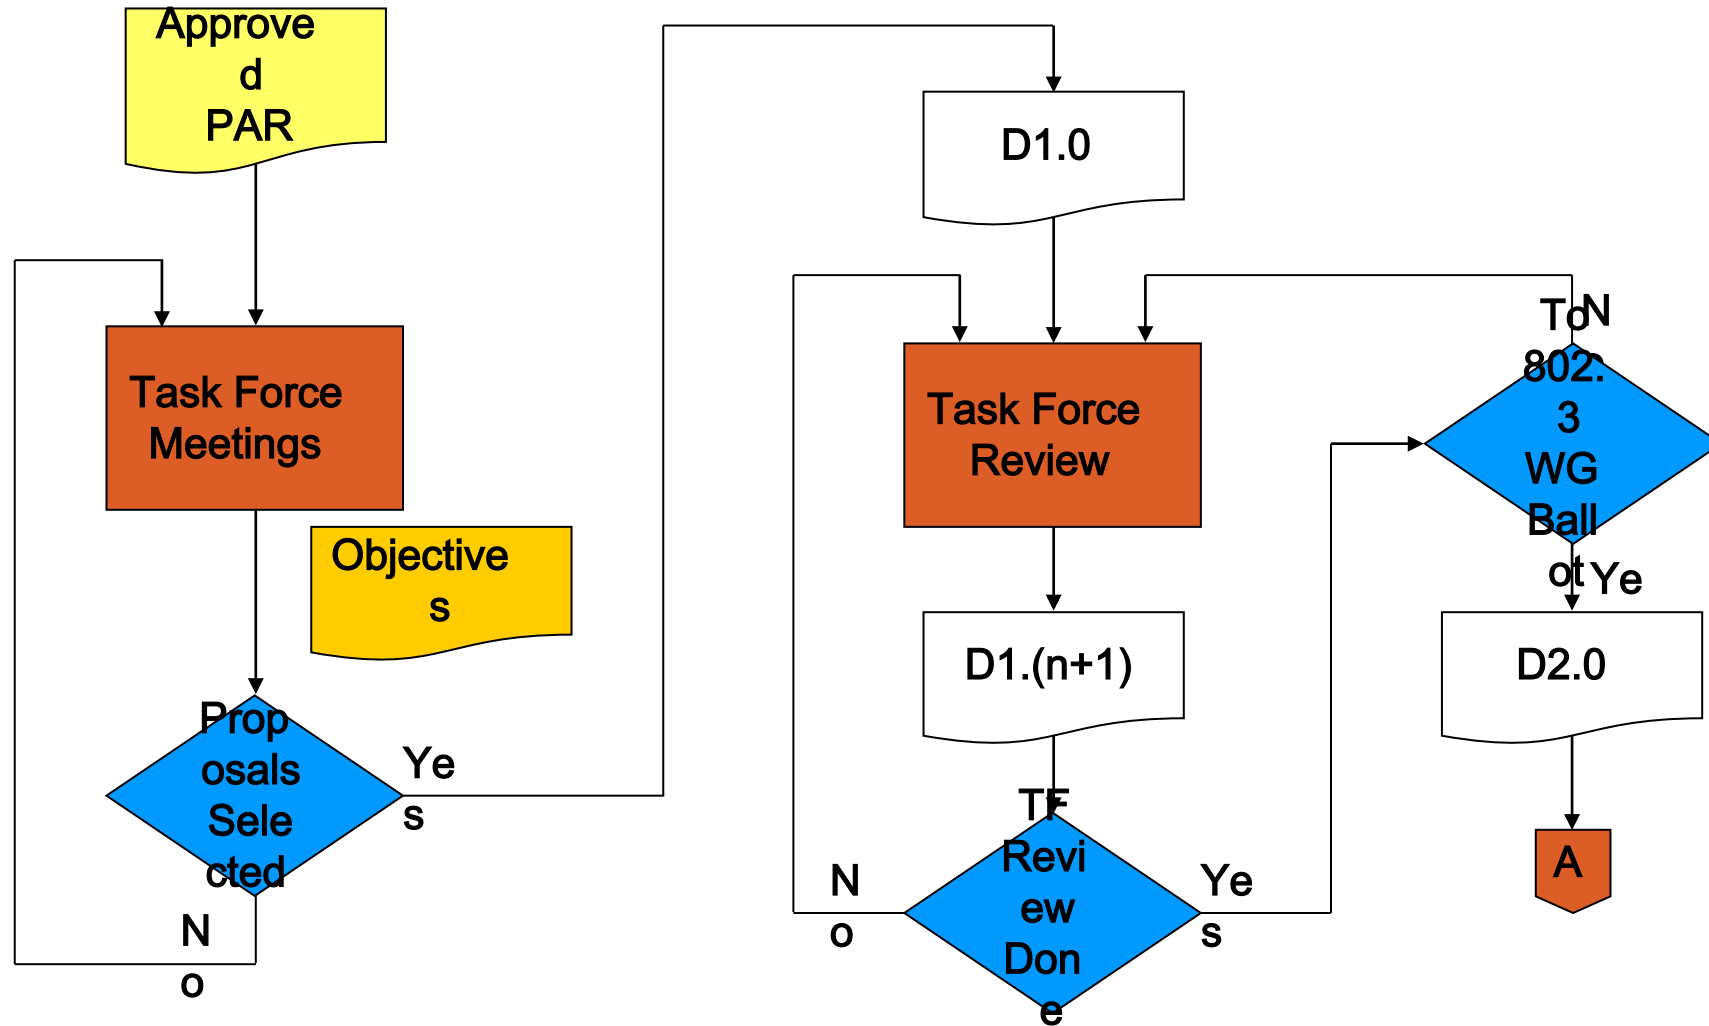 Approve
d
PAR
Task Force
Meetings
Objective
s
Prop
osals
Sele
cted
Ye
s
N
o
D1.0
Task Force
Review
D1.(n+1)
TF
Revi
ew
Don
e
N
o
Ye
s
To
802.
3
WG
Ball
ot
N
Ye
D2.0
A